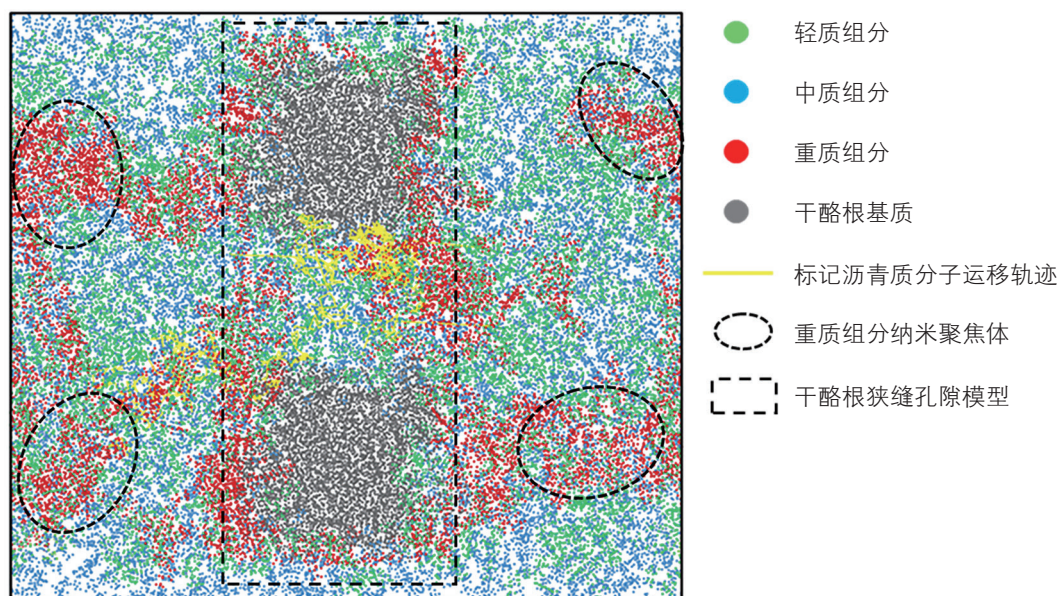 轻质组分
中质组分
重质组分
干酪根基质
标记沥青质分子运移轨迹
重质组分纳米聚焦体
干酪根狭缝孔隙模型